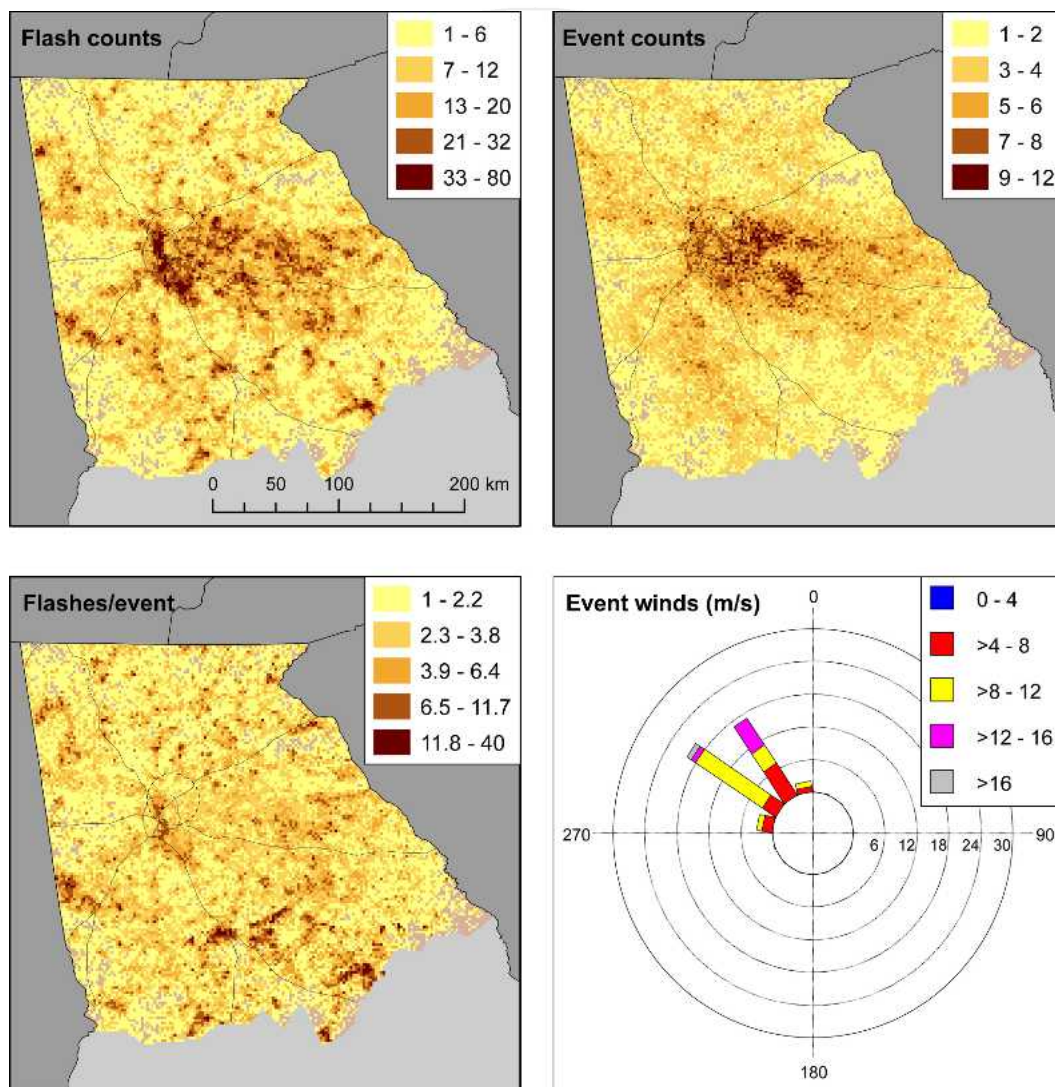 Flash counts
1 - 6
7 - 12
13 - 20
21 - 32
33 - 80
0 50 100 200 km
Event counts
1 - 2
3 - 4
5 - 6
7 - 8
9 - 12
Flashes/event
1 - 2.2
2.3 - 3.8
3.9 - 6.4
6.5 - 11.7
11.8 - 40
Event winds (m/s)
0
0 - 4
>4 - 8
>8 - 12
>12 - 16
>16
270
6 12 18 24 30
90
180